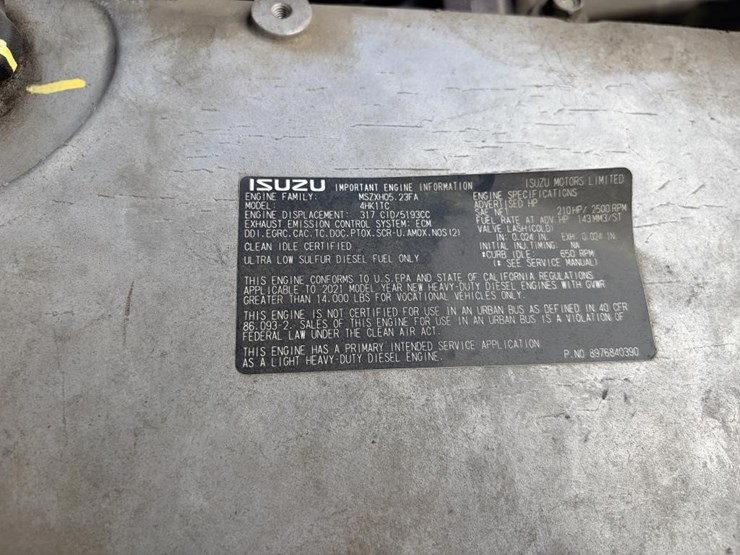 ISUZU IMPORTANT ENGINE INFORMATION ISUZU MOTORS LIMITED
ENGINE FAMILY: MSZXH05.23FA
MODEL: 4HK1TC
ENGINE DISPLACEMENT: 317 CID/5193CC
EXHAUST EMISSION CONTROL SYSTEM: ECM
DDI.EGRC.CAC.TC.DOC.PTOX.SCR-U.AMOX.NOS(2)
CLEAN IDLE CERTIFIED
ULTRA LOW SULFUR DIESEL FUEL ONLY
ENGINE SPECIFICATIONS
ADVERTISED HP
SAE NET 210HP/ 2500 RPM
FUEL RATE AT ADV HP 143MM3/ST
VALVE LASH(COLD)
IN: 0.024 IN. EXH: 0.024 IN
INITIAL INJ.TIMING: NA
*CURB IDLE 650 RPM
(* SEE SERVICE MANUAL)
THIS ENGINE CONFORMS TO U.S.EPA AND STATE OF CALIFORNIA REGULATIONS
APPLICABLE TO 2021 MODEL YEAR NEW HEAVY-DUTY DIESEL ENGINES WITH GVWR
GREATER THAN 14,000 LBS FOR VOCATIONAL VEHICLES ONLY.
THIS ENGINE IS NOT CERTIFIED FOR USE IN AN URBAN BUS AS DEFINED IN 40 CFR
86.093-2. SALES OF THIS ENGINE FOR USE IN AN URBAN BUS IS A VIOLATION OF
FEDERAL LAW UNDER THE CLEAN AIR ACT.
THIS ENGINE HAS A PRIMARY INTENDED SERVICE APPLICATION
AS A LIGHT HEAVY-DUTY DIESEL ENGINE. P.NO 8976840390